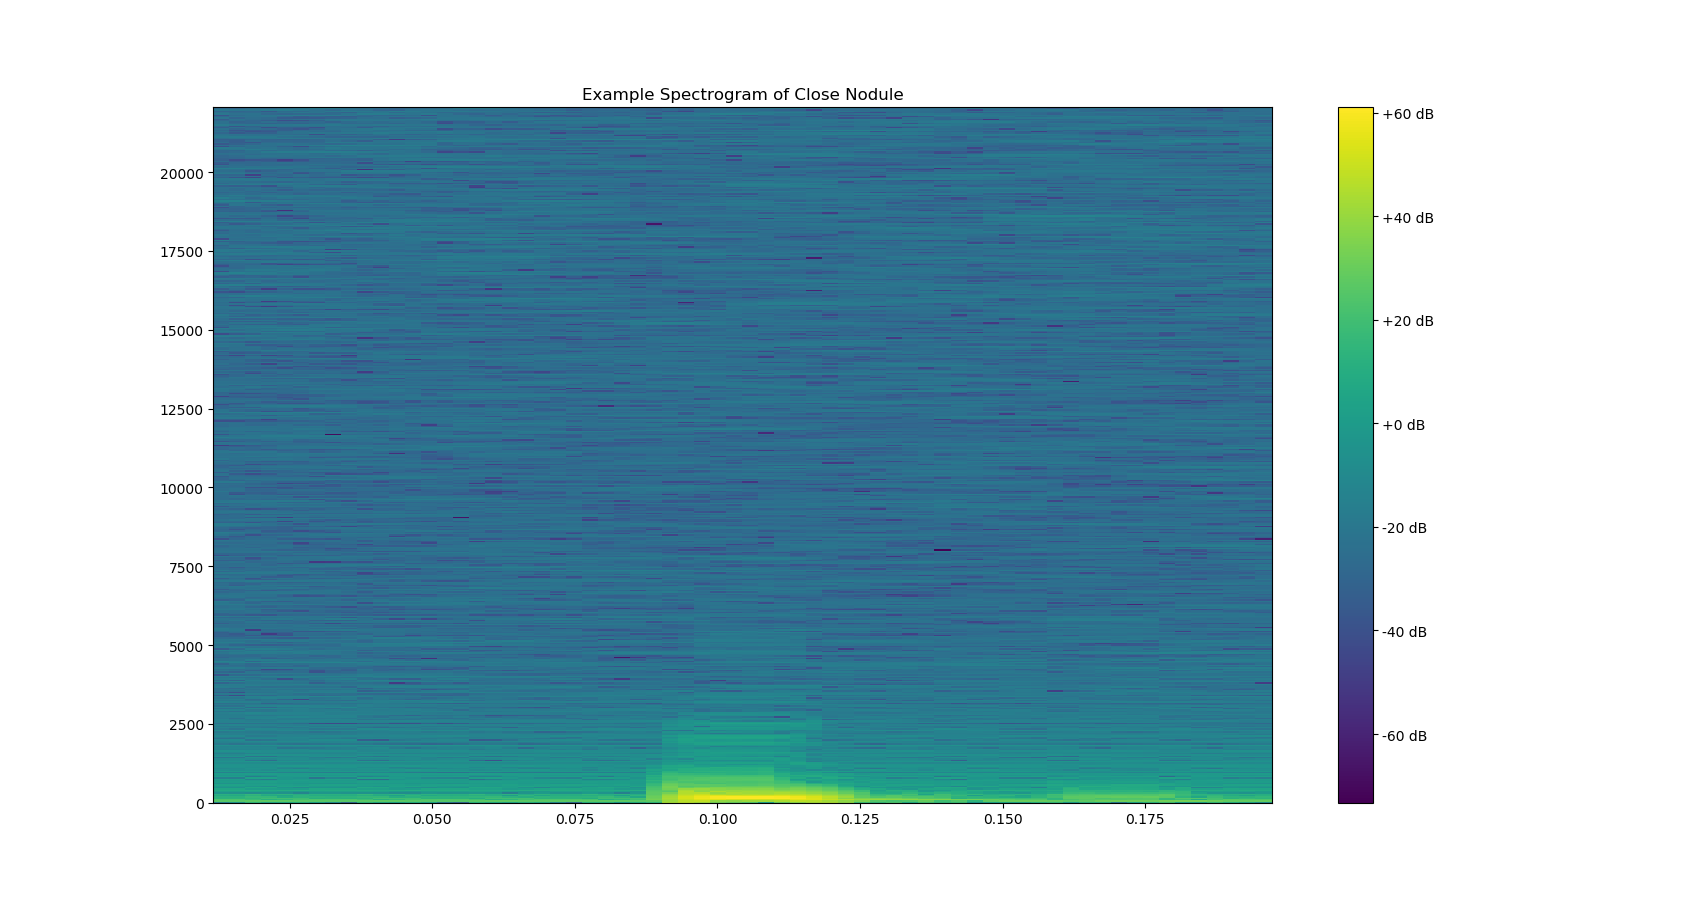 Example Spectrogram of Close Nodule
20000
17500
15000
12500
10000
7500
5000
2500
0
0.025 0.050 0.075 0.100 0.125 0.150 0.175
+60 dB
+40 dB
+20 dB
+0 dB
-20 dB
-40 dB
-60 dB